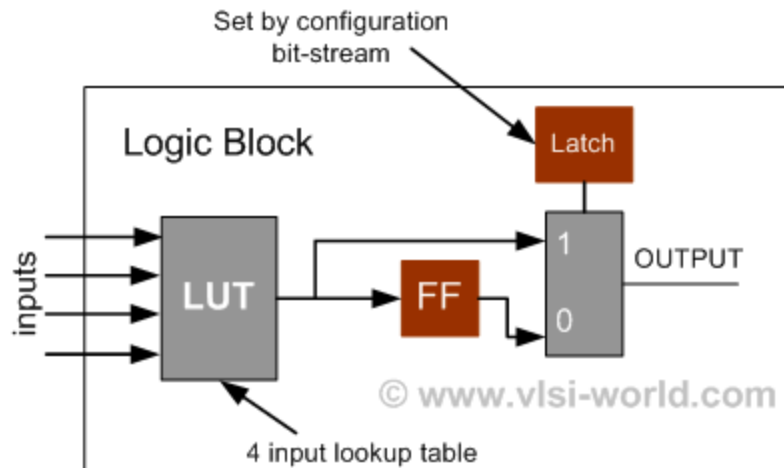 Set by configuration
bit-stream
Logic Block
Latch
inputs
LUT
1
FF
0
OUTPUT
© www.vlsi-world.com
4 input lookup table